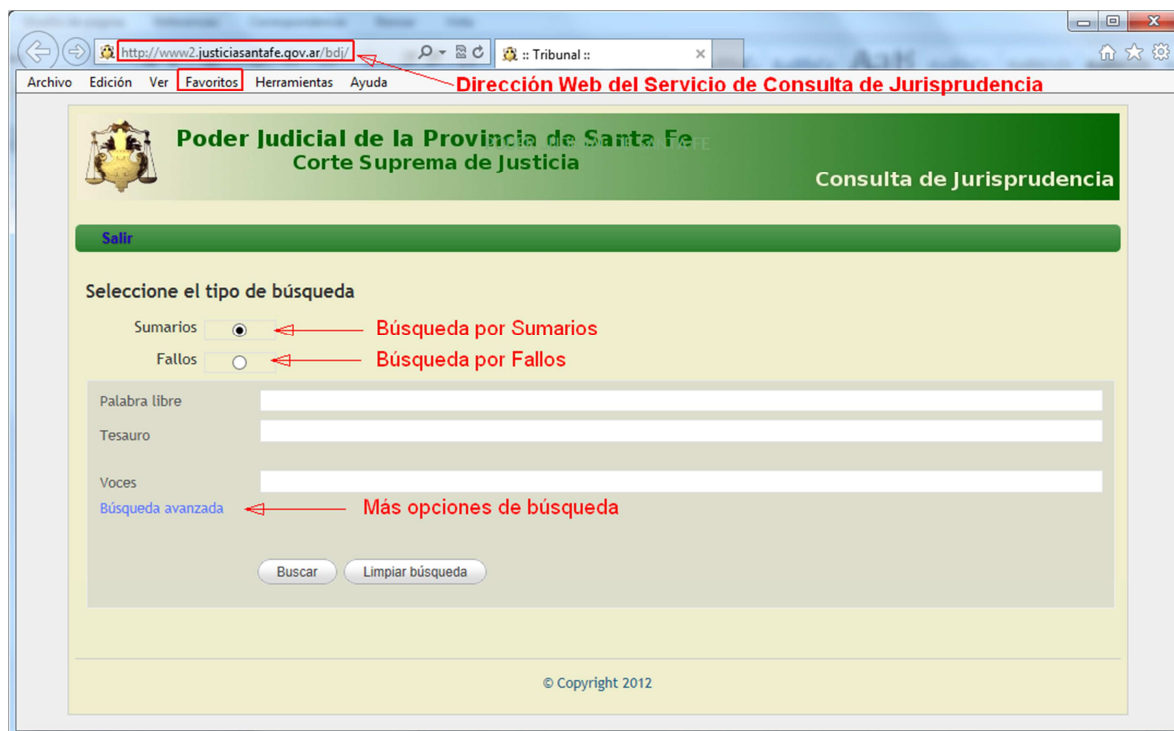 http://www2.justiciasantafe.gov.ar/bdj/
:: Tribunal ::
Archivo Edición Ver Favoritos Herramientas Ayuda
Dirección Web del Servicio de Consulta de Jurisprudencia
Poder Judicial de la Provincia de Santa Fe
Corte Suprema de Justicia
Consulta de Jurisprudencia
Salir
Seleccione el tipo de búsqueda
Sumarios Búsqueda por Sumarios
Fallos Búsqueda por Fallos
Palabra libre
Tesauro
Voces
Búsqueda avanzada Más opciones de búsqueda
Buscar Limpiar búsqueda
© Copyright 2012